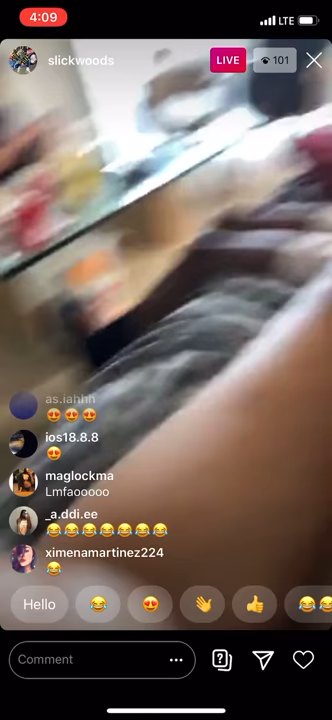 4:09
LTE
slickwoods
LIVE
101
as.iahhh
😍😍😍
ios18.8.8
😍
maglockma
Lmfaooooo
_a.ddi.ee
😂😂😂😂😂😂😂
ximenamartinez224
😂
Hello 😂 😍 👋 👍 😂😂
Comment